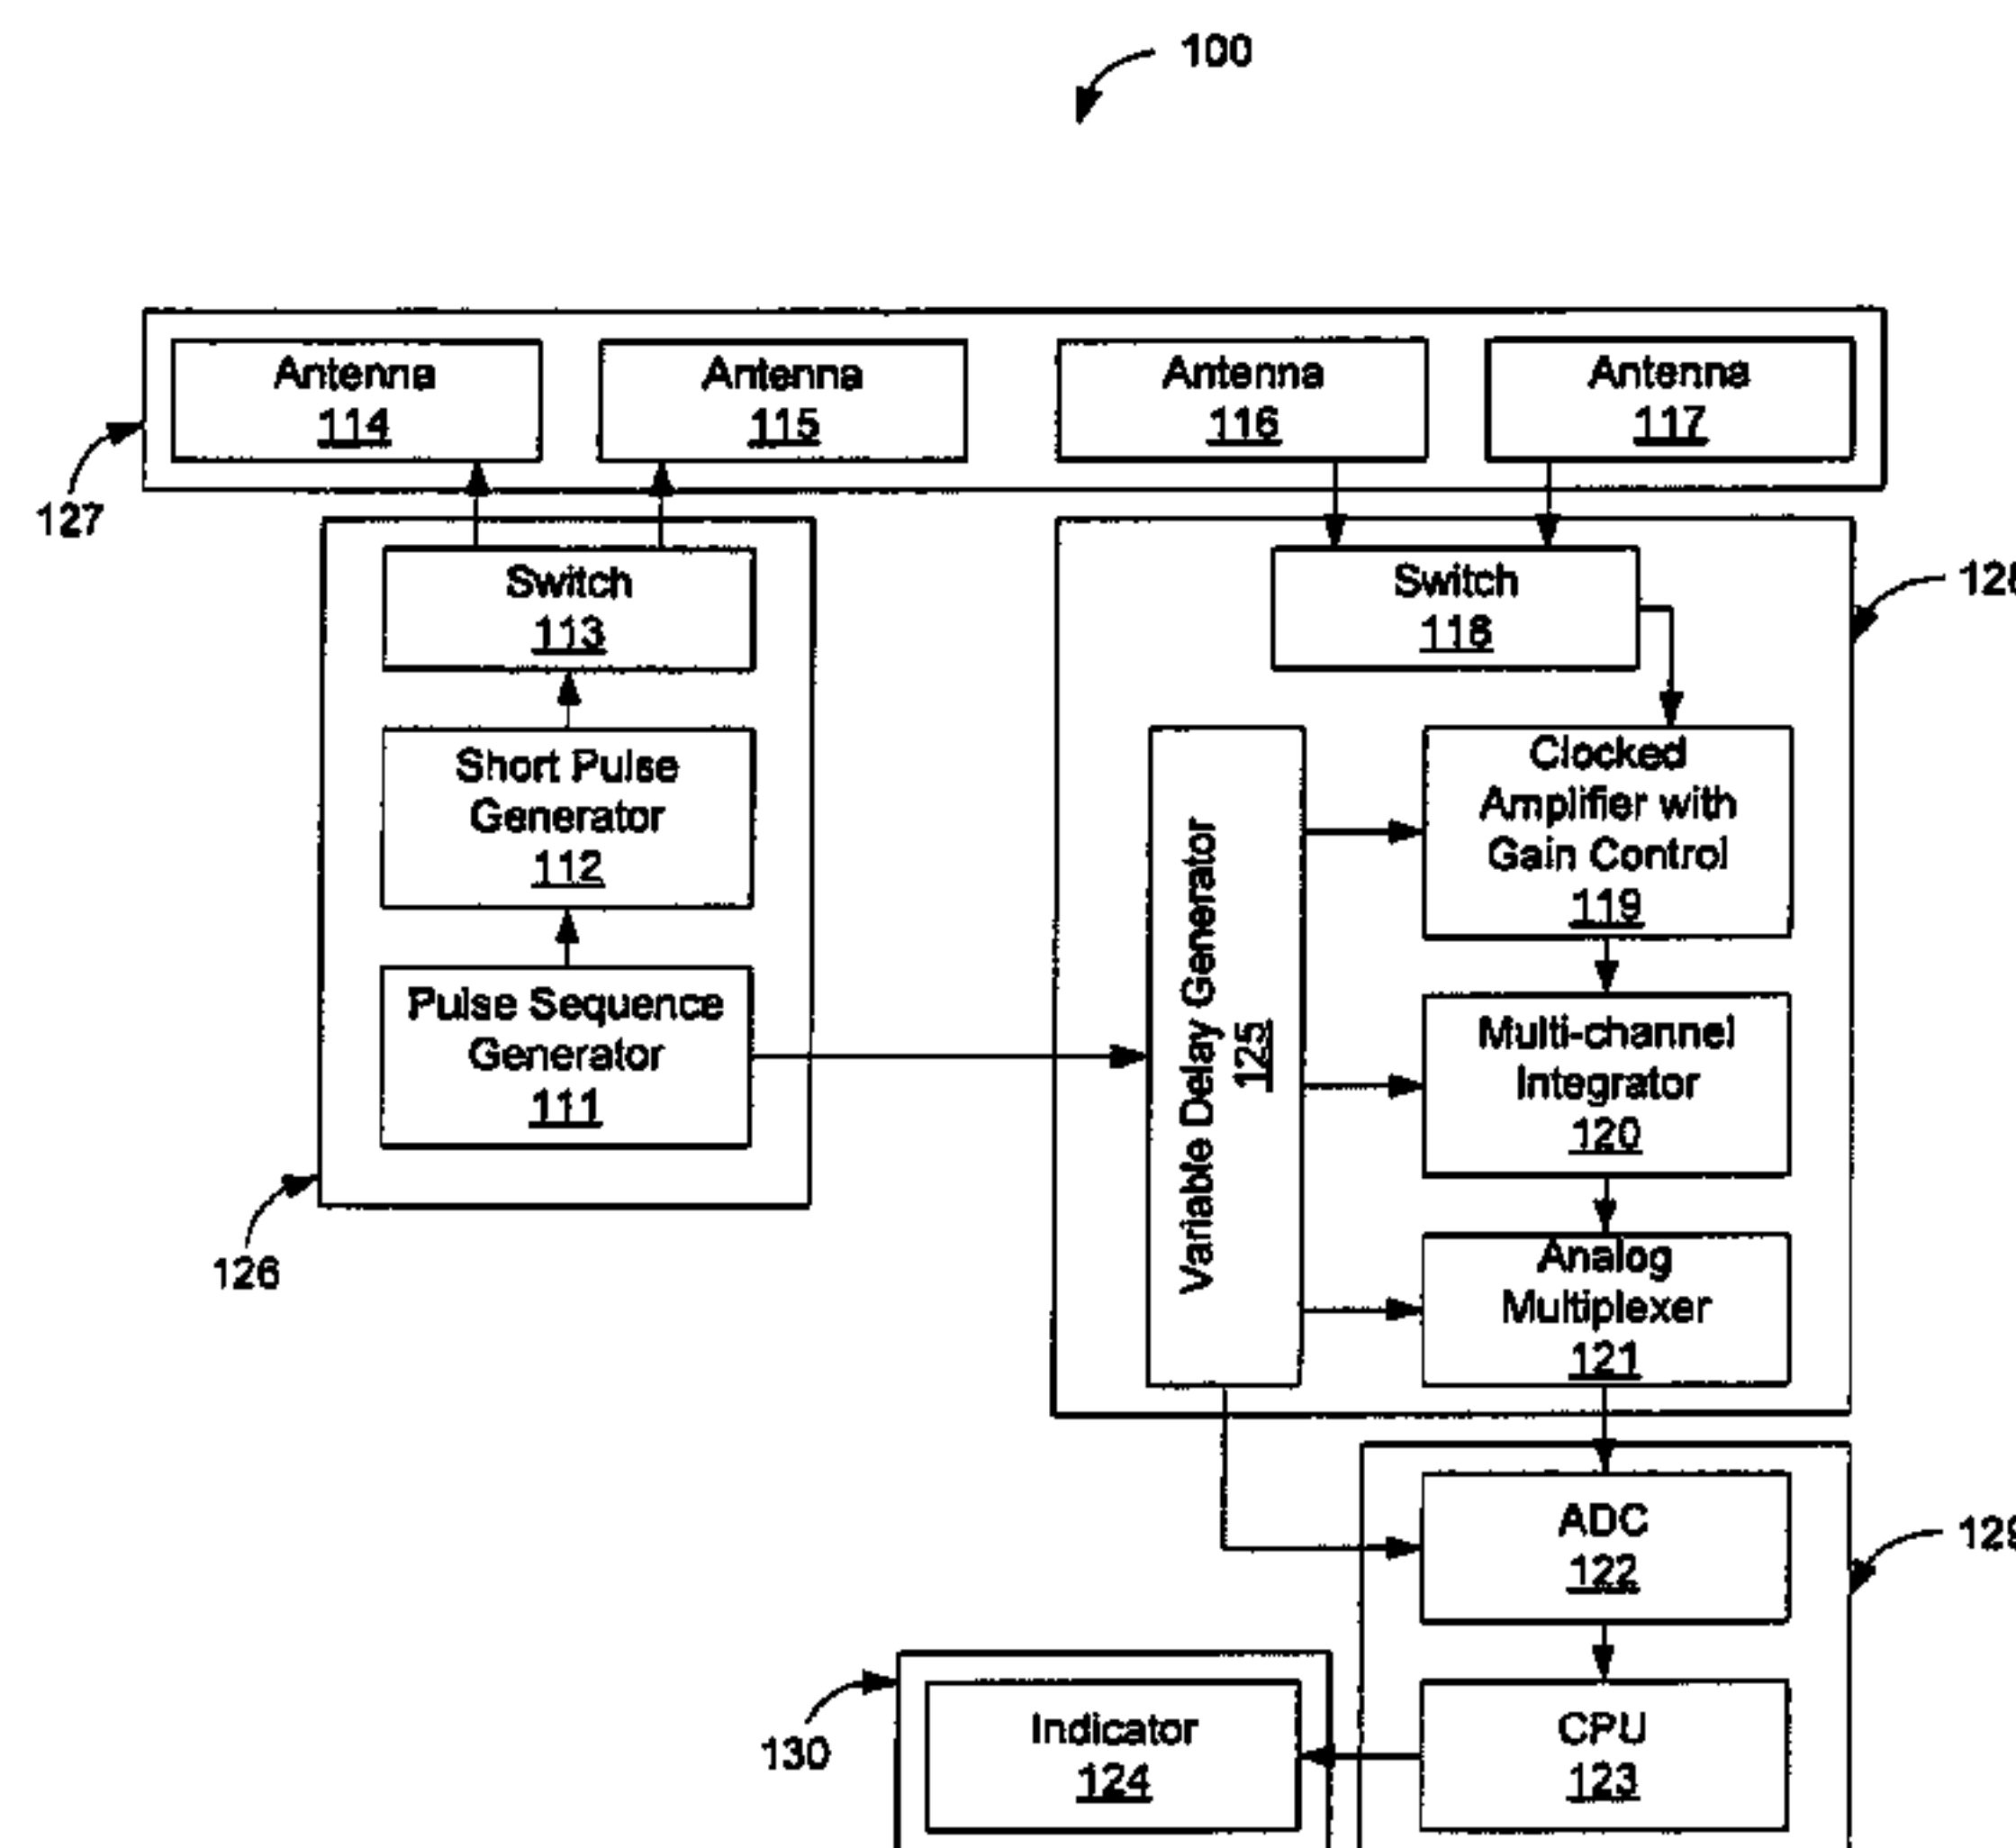 100
Antenna
114
Antenna
115
Antenna
116
Antenna
117
127
Switch
113
Switch
118
Short Pulse
Generator
112
Clocked
Amplifier with
Gain Control
119
Pulse Sequence
Generator
111
Variable Delay Generator
125
Multi-channel
Integrator
120
126
Analog
Multiplexer
121
ADC
122
130
Indicator
124
CPU
123